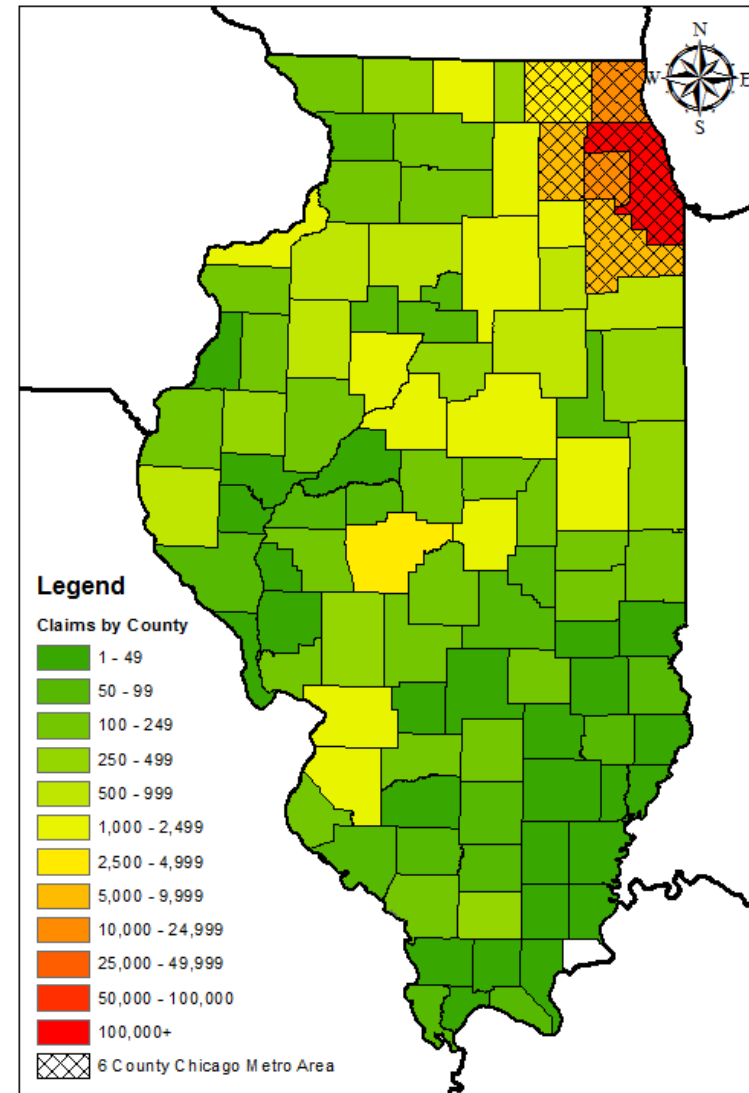 N
W E
S
Legend
Claims by County
1 - 49
50 - 99
100 - 249
250 - 499
500 - 999
1,000 - 2,499
2,500 - 4,999
5,000 - 9,999
10,000 - 24,999
25,000 - 49,999
50,000 - 100,000
100,000+
6 County Chicago Metro Area